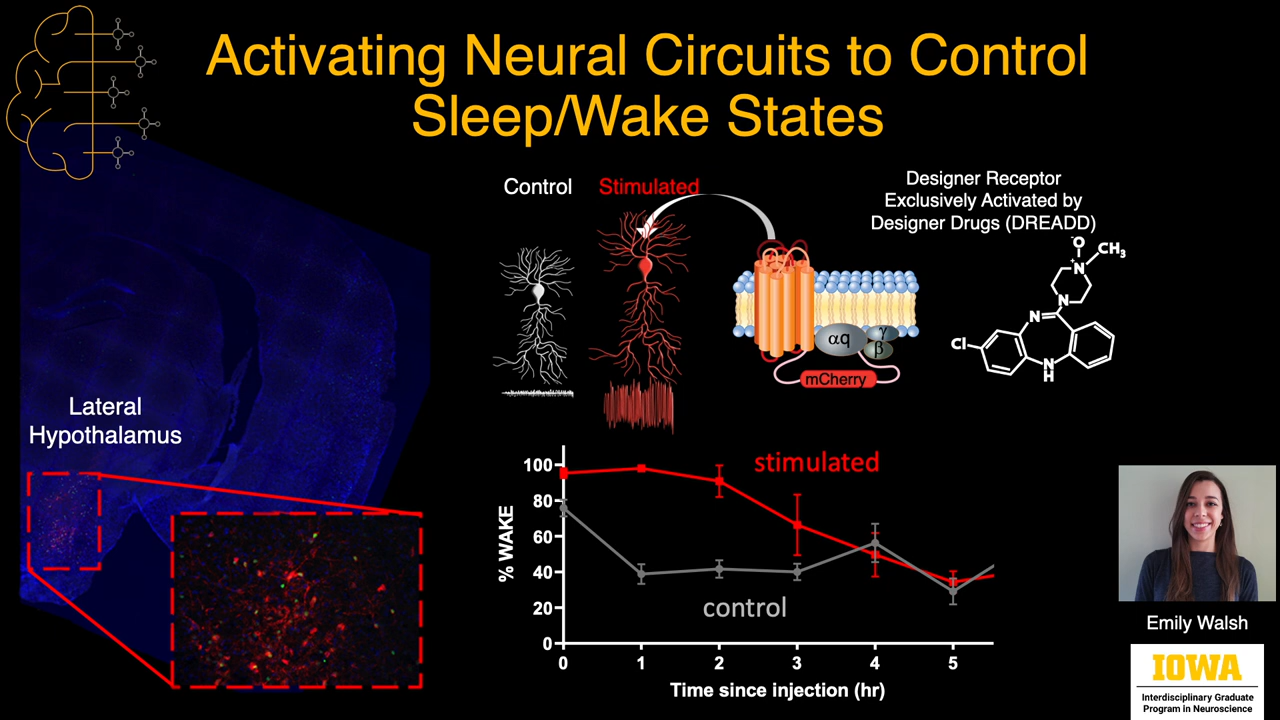 Activating Neural Circuits to Control
Sleep/Wake States
Control
Stimulated
Designer Receptor
Exclusively Activated by
Designer Drugs (DREADD)
O
-
CH3
+
N
N
N
Cl
N
H
αq
γ
β
mCherry
Lateral
Hypothalamus
stimulated
control
% WAKE
100
80
60
40
20
0
0 1 2 3 4 5
Time since injection (hr)
Emily Walsh
IOWA
Interdisciplinary Graduate
Program in Neuroscience